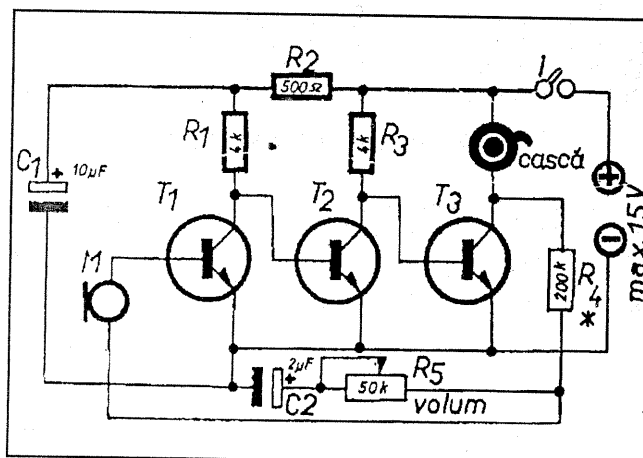 R2
500Ω
I
R1
4k
R3
4k
C1
+
10µF
cască
T1
T2
T3
+
−
max 15V
M
R4
200k
*
2µF
+
C2
50k
R5
volum